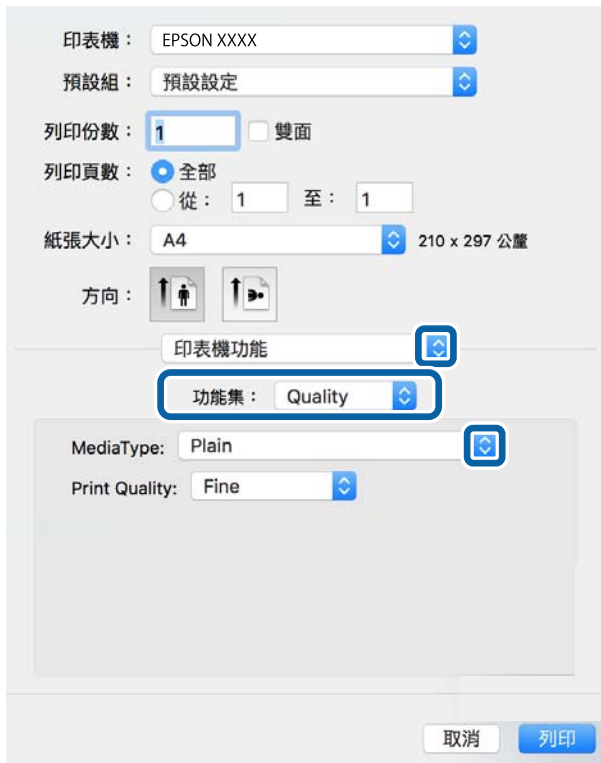 印表機： EPSON XXXX
預設組： 預設設定
列印份數： 1 雙面
列印頁數： 全部
從： 1 至： 1
紙張大小： A4 210 x 297 公釐
方向：
印表機功能
功能集： Quality
MediaType: Plain
Print Quality: Fine
取消 列印